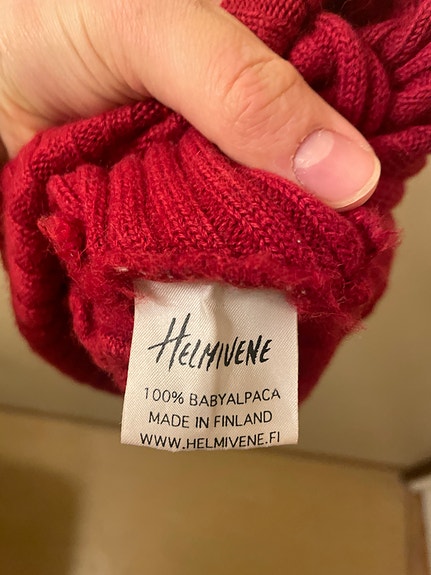 HELMIVENE
100% BABYALPACA
MADE IN FINLAND
WWW.HELMIVENE.FI